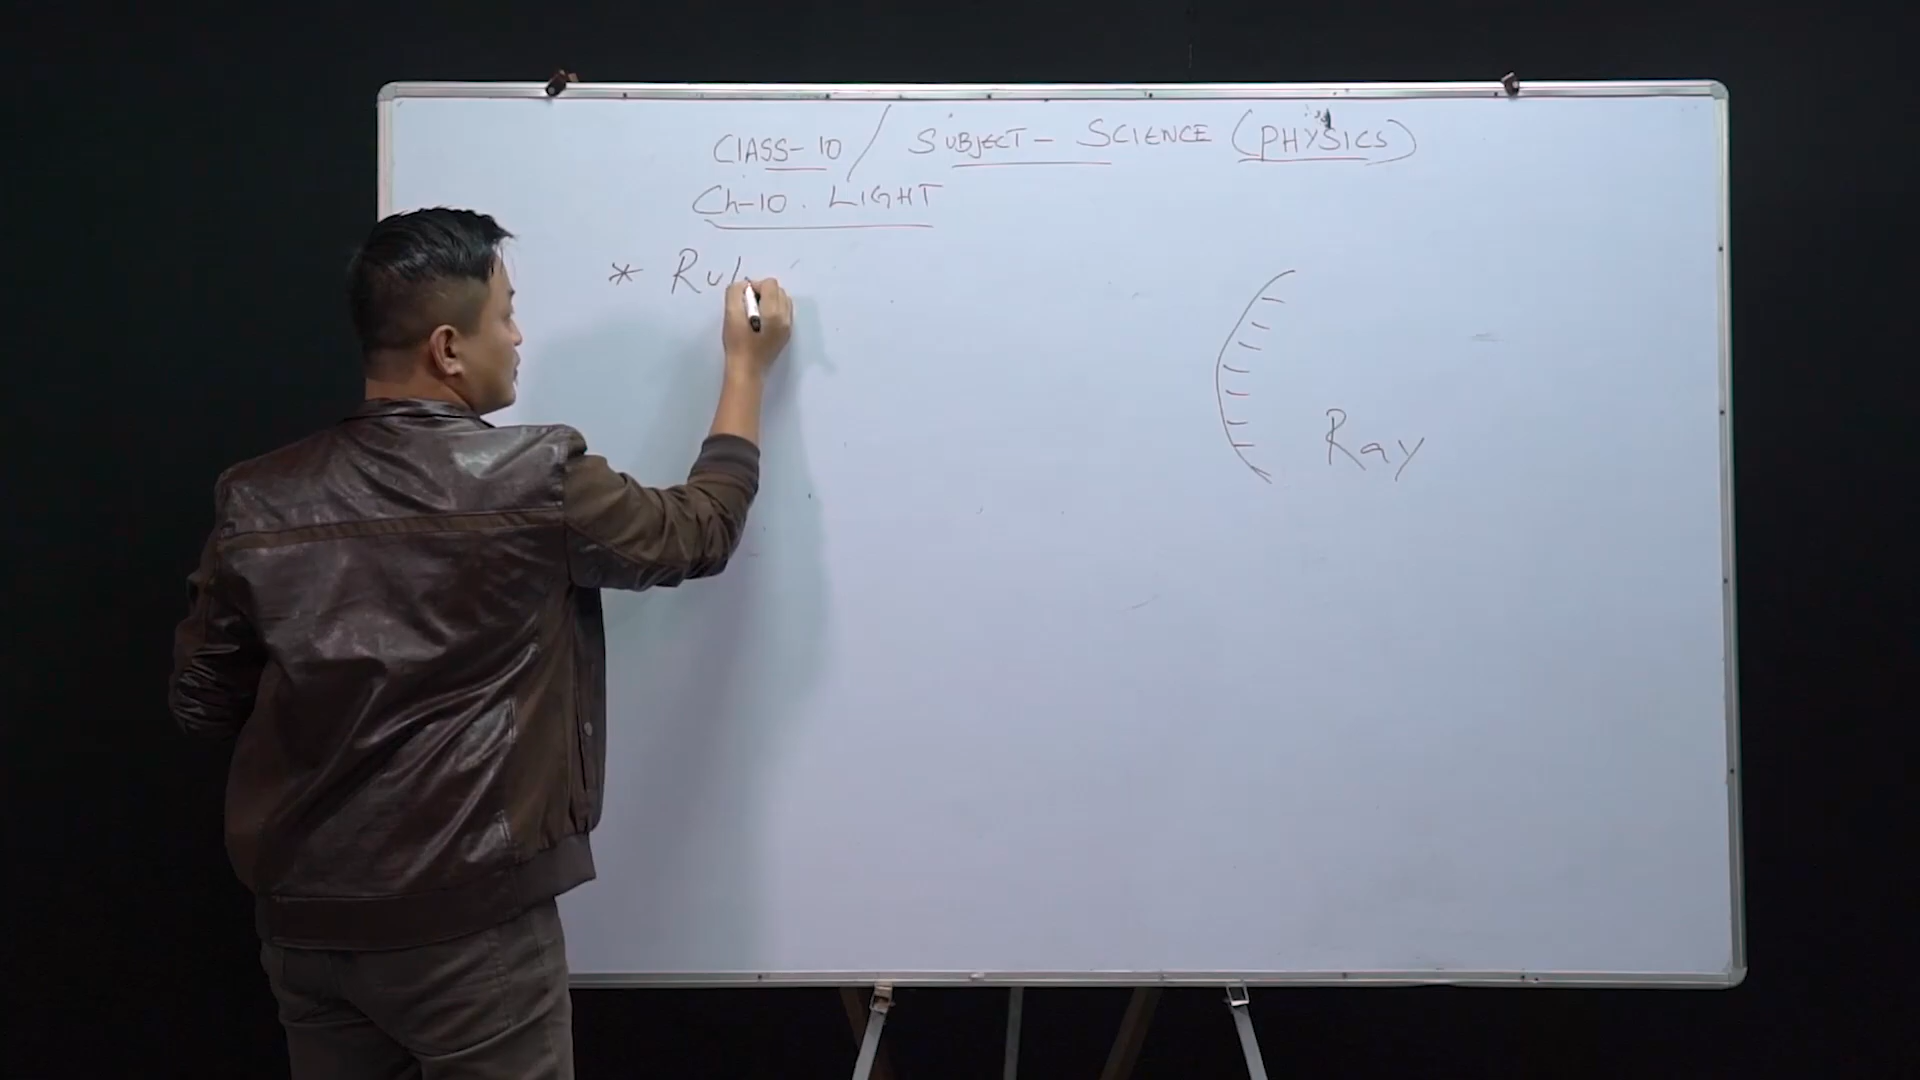 CLASS-10 / SUBJECT- SCIENCE (PHYSICS)
Ch-10. LIGHT
* Rul
Ray